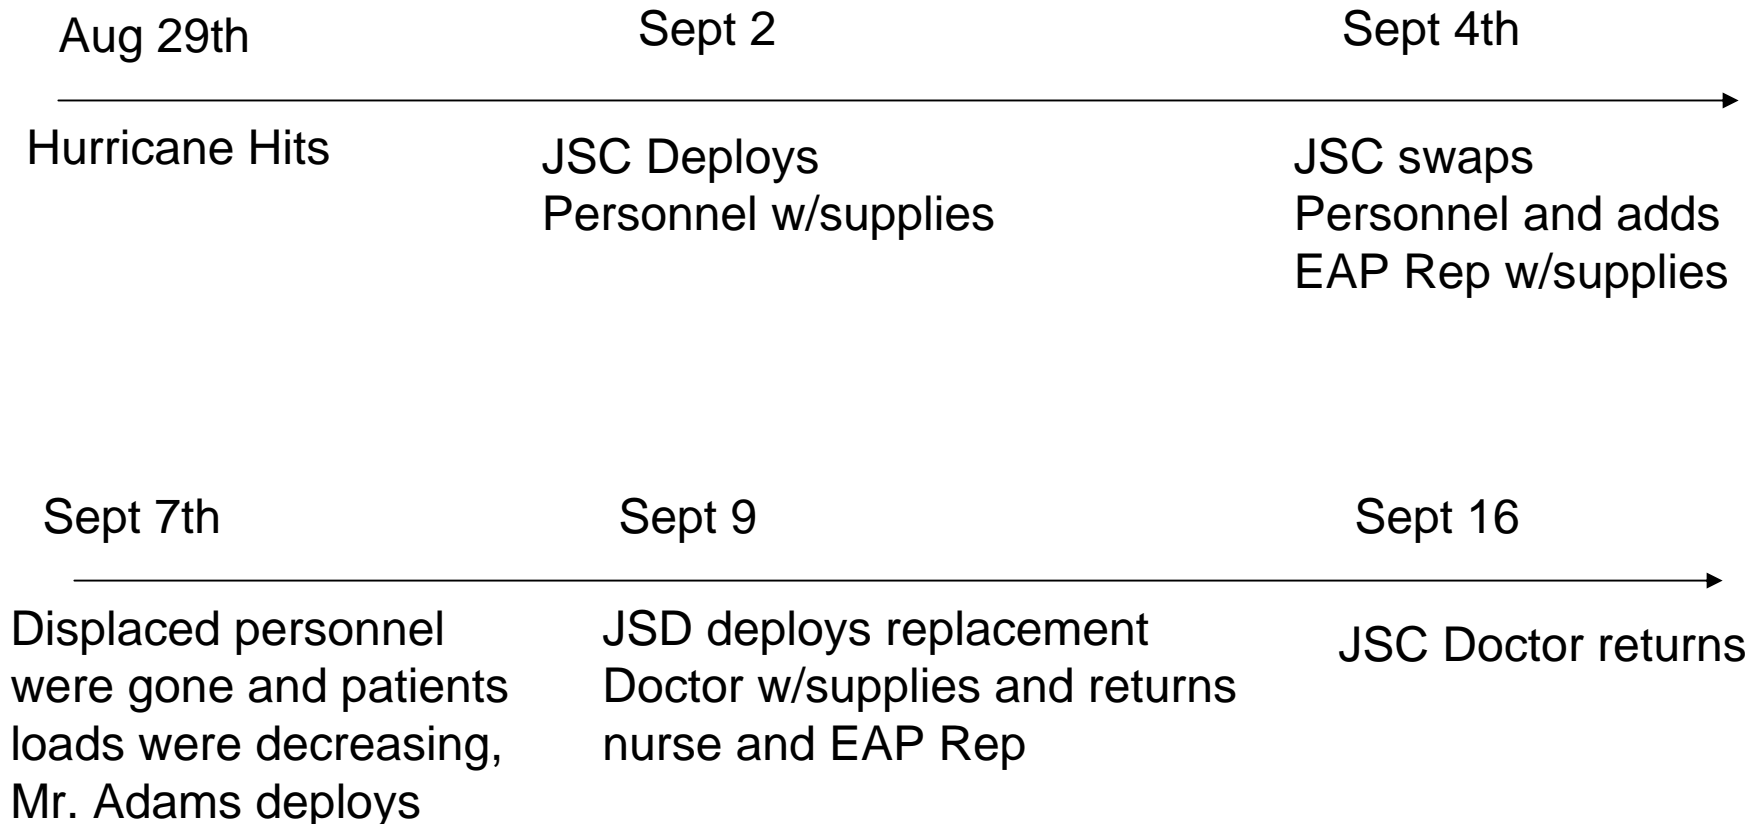 Aug 29th
Sept 2
Sept 4th
Hurricane Hits
JSC Deploys
Personnel w/supplies
JSC swaps
Personnel and adds
EAP Rep w/supplies
Sept 7th
Sept 9
Sept 16
Displaced personnel
were gone and patients
loads were decreasing,
Mr. Adams deploys
JSD deploys replacement
Doctor w/supplies and returns
nurse and EAP Rep
JSC Doctor returns